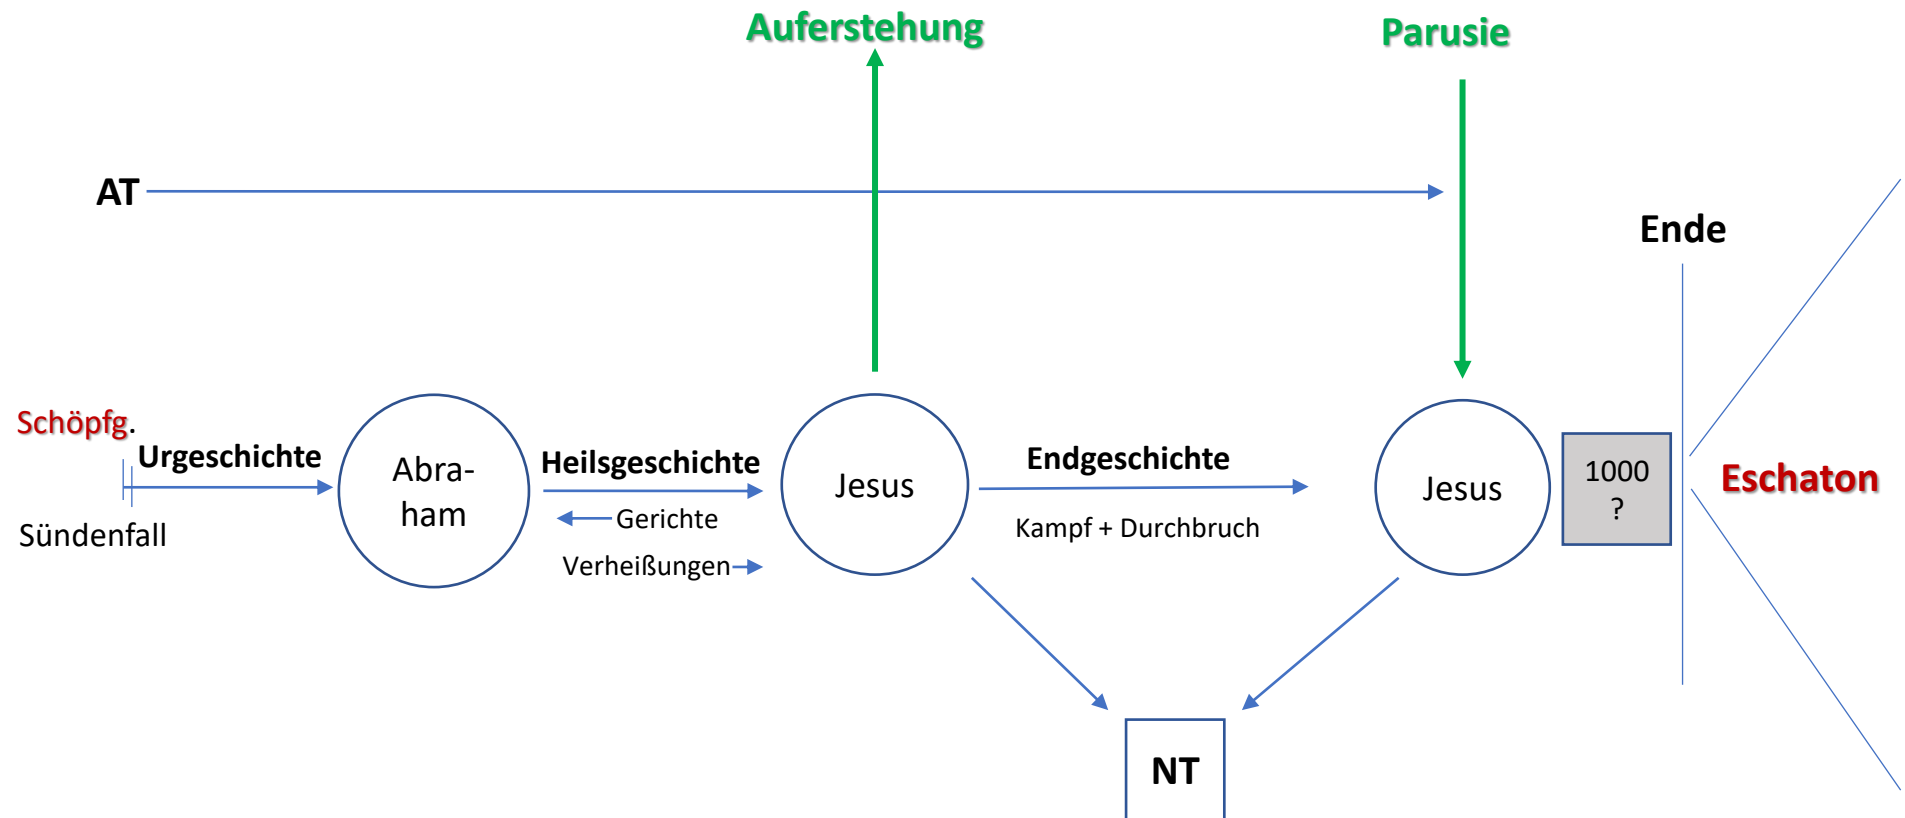 Auferstehung
Parusie
AT
Ende
Schöpfg.
Urgeschichte
Sündenfall
Abra-
ham
Heilsgeschichte
Gerichte
Verheißungen
Jesus
Endgeschichte
Kampf + Durchbruch
Jesus
1000
?
Eschaton
NT